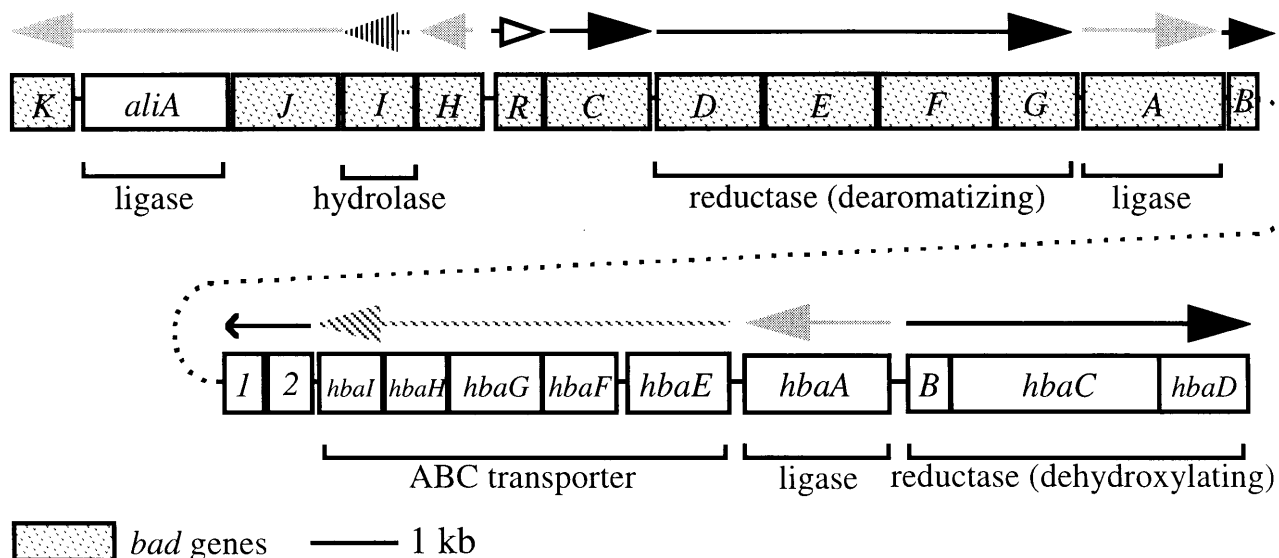 K aliA J I H R C D E F G A B
ligase hydrolase reductase (dearomatizing) ligase
1 2 hbaI hbaH hbaG hbaF hbaE hbaA B hbaC hbaD
ABC transporter ligase reductase (dehydroxylating)
bad genes 1 kb